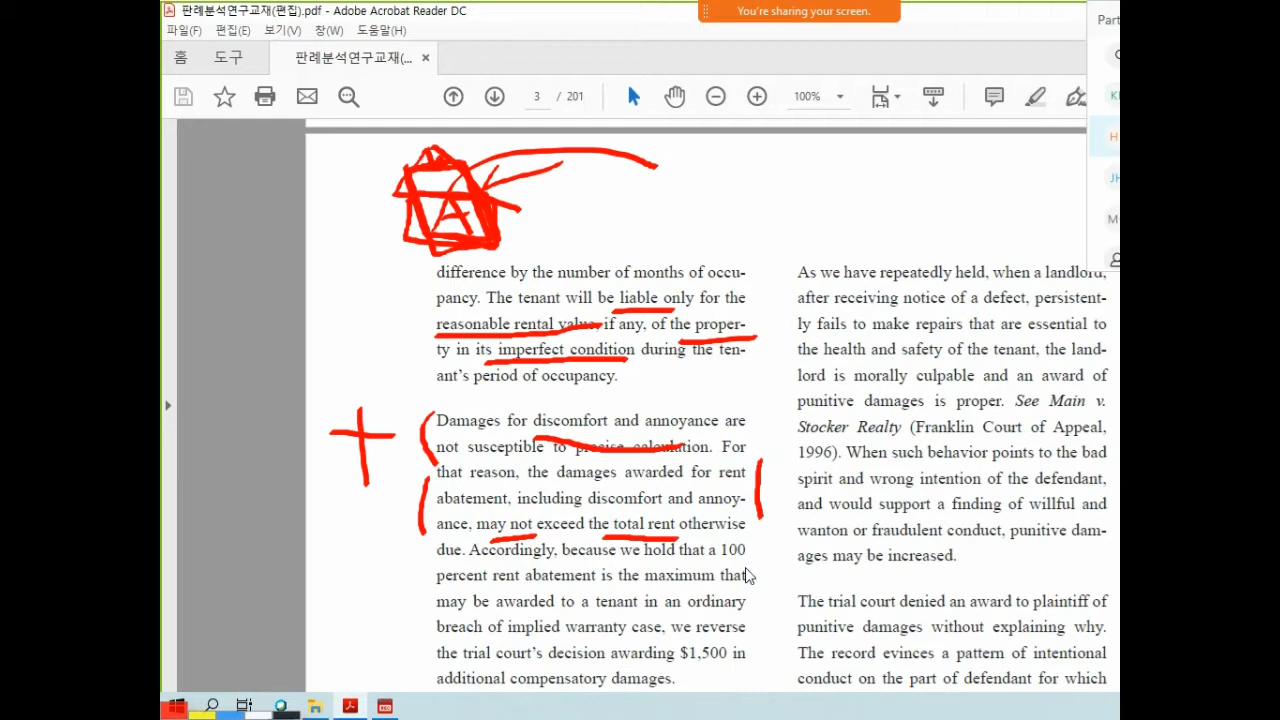 판례분석연구교재(편집).pdf - Adobe Acrobat Reader DC
You're sharing your screen.
파일(F) 편집(E) 보기(V) 창(W) 도움말(H)
홈 도구 판례분석연구교재(... ×
3 / 201 100%
Part
H
JH
M
A
difference by the number of months of occu-
pancy. The tenant will be liable only for the
reasonable rental value, if any, of the proper-
ty in its imperfect condition during the ten-
ant's period of occupancy.
Damages for discomfort and annoyance are
not susceptible to precise calculation. For
that reason, the damages awarded for rent
abatement, including discomfort and annoy-
ance, may not exceed the total rent otherwise
due. Accordingly, because we hold that a 100
percent rent abatement is the maximum that
may be awarded to a tenant in an ordinary
breach of implied warranty case, we reverse
the trial court's decision awarding $1,500 in
additional compensatory damages.
As we have repeatedly held, when a landlord,
after receiving notice of a defect, persistent-
ly fails to make repairs that are essential to
the health and safety of the tenant, the land-
lord is morally culpable and an award of
punitive damages is proper. See Main v.
Stocker Realty (Franklin Court of Appeal,
1996). When such behavior points to the bad
spirit and wrong intention of the defendant,
and would support a finding of willful and
wanton or fraudulent conduct, punitive dam-
ages may be increased.
The trial court denied an award to plaintiff of
punitive damages without explaining why.
The record evinces a pattern of intentional
conduct on the part of defendant for which